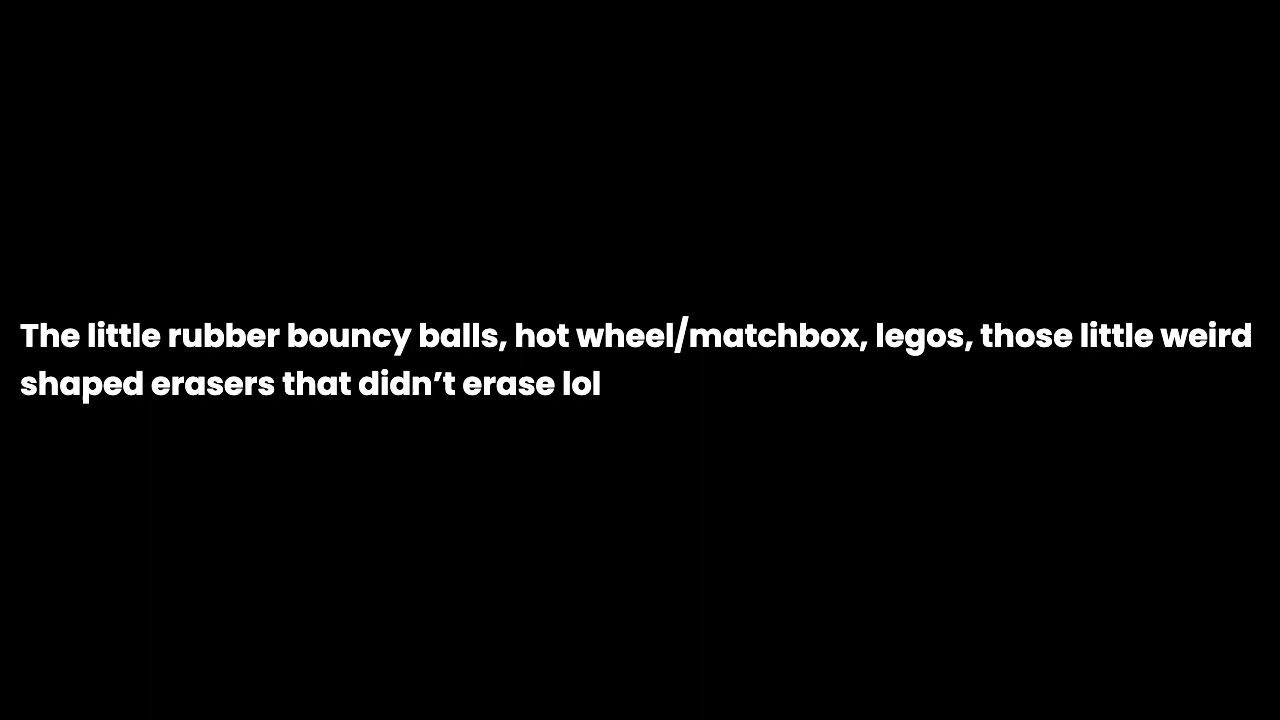 The little rubber bouncy balls, hot wheel/matchbox, legos, those little weird
shaped erasers that didn’t erase lol